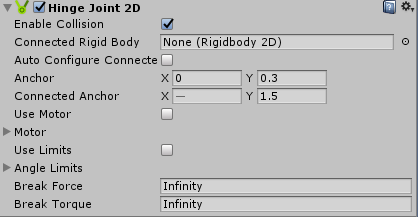 Hinge Joint 2D
Enable Collision
Connected Rigid Body None (Rigidbody 2D)
Auto Configure Connecte
Anchor X 0 Y 0.3
Connected Anchor X — Y 1.5
Use Motor
Motor
Use Limits
Angle Limits
Break Force Infinity
Break Torque Infinity